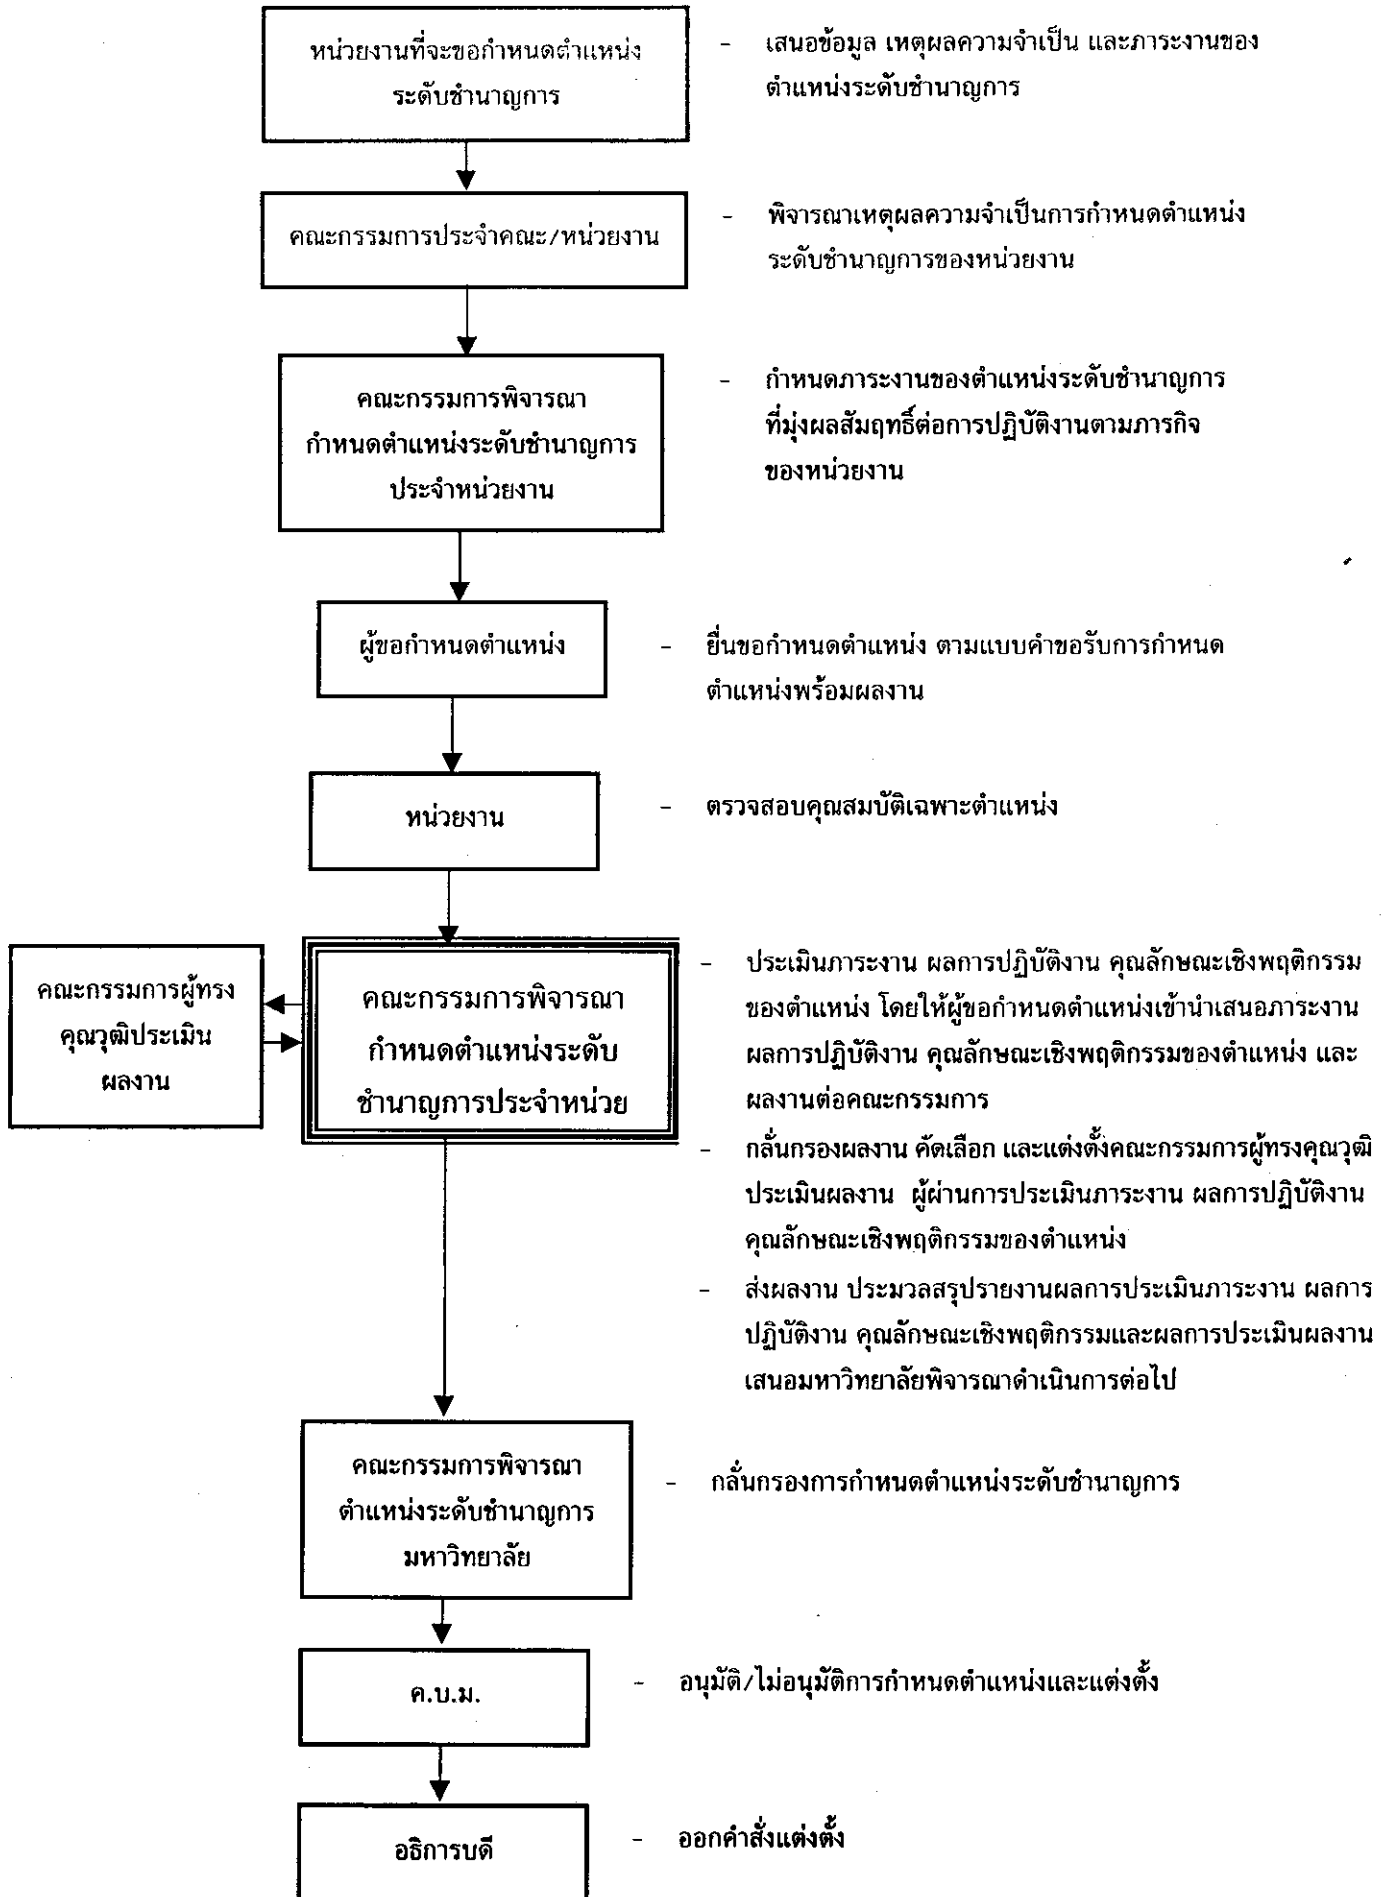 หน่วยงานที่จะขอกำหนดตำแหน่ง
ระดับชำนาญการ
- เสนอข้อมูล เหตุผลความจำเป็น และภาระงานของ
ตำแหน่งระดับชำนาญการ
คณะกรรมการประจำคณะ/หน่วยงาน
- พิจารณาเหตุผลความจำเป็นการกำหนดตำแหน่ง
ระดับชำนาญการของหน่วยงาน
คณะกรรมการพิจารณา
กำหนดตำแหน่งระดับชำนาญการ
ประจำหน่วยงาน
- กำหนดภาระงานของตำแหน่งระดับชำนาญการ
ที่มุ่งผลสัมฤทธิ์ต่อการปฏิบัติงานตามภารกิจ
ของหน่วยงาน
ผู้ขอกำหนดตำแหน่ง
- ยื่นขอกำหนดตำแหน่ง ตามแบบคำขอรับการกำหนด
ตำแหน่งพร้อมผลงาน
หน่วยงาน
- ตรวจสอบคุณสมบัติเฉพาะตำแหน่ง
คณะกรรมการผู้ทรง
คุณวุฒิประเมิน
ผลงาน
คณะกรรมการพิจารณา
กำหนดตำแหน่งระดับ
ชำนาญการประจำหน่วย
- ประเมินภาระงาน ผลการปฏิบัติงาน คุณลักษณะเชิงพฤติกรรม
ของตำแหน่ง โดยให้ผู้ขอกำหนดตำแหน่งเข้านำเสนอภาระงาน
ผลการปฏิบัติงาน คุณลักษณะเชิงพฤติกรรมของตำแหน่ง และ
ผลงานต่อคณะกรรมการ
- กลั่นกรองผลงาน คัดเลือก และแต่งตั้งคณะกรรมการผู้ทรงคุณวุฒิ
ประเมินผลงาน ผู้ผ่านการประเมินภาระงาน ผลการปฏิบัติงาน
คุณลักษณะเชิงพฤติกรรมของตำแหน่ง
- ส่งผลงาน ประมวลสรุปรายงานผลการประเมินภาระงาน ผลการ
ปฏิบัติงาน คุณลักษณะเชิงพฤติกรรมและผลการประเมินผลงาน
เสนอมหาวิทยาลัยพิจารณาดำเนินการต่อไป
คณะกรรมการพิจารณา
ตำแหน่งระดับชำนาญการ
มหาวิทยาลัย
- กลั่นกรองการกำหนดตำแหน่งระดับชำนาญการ
ค.บ.ม.
- อนุมัติ/ไม่อนุมัติการกำหนดตำแหน่งและแต่งตั้ง
อธิการบดี
- ออกคำสั่งแต่งตั้ง